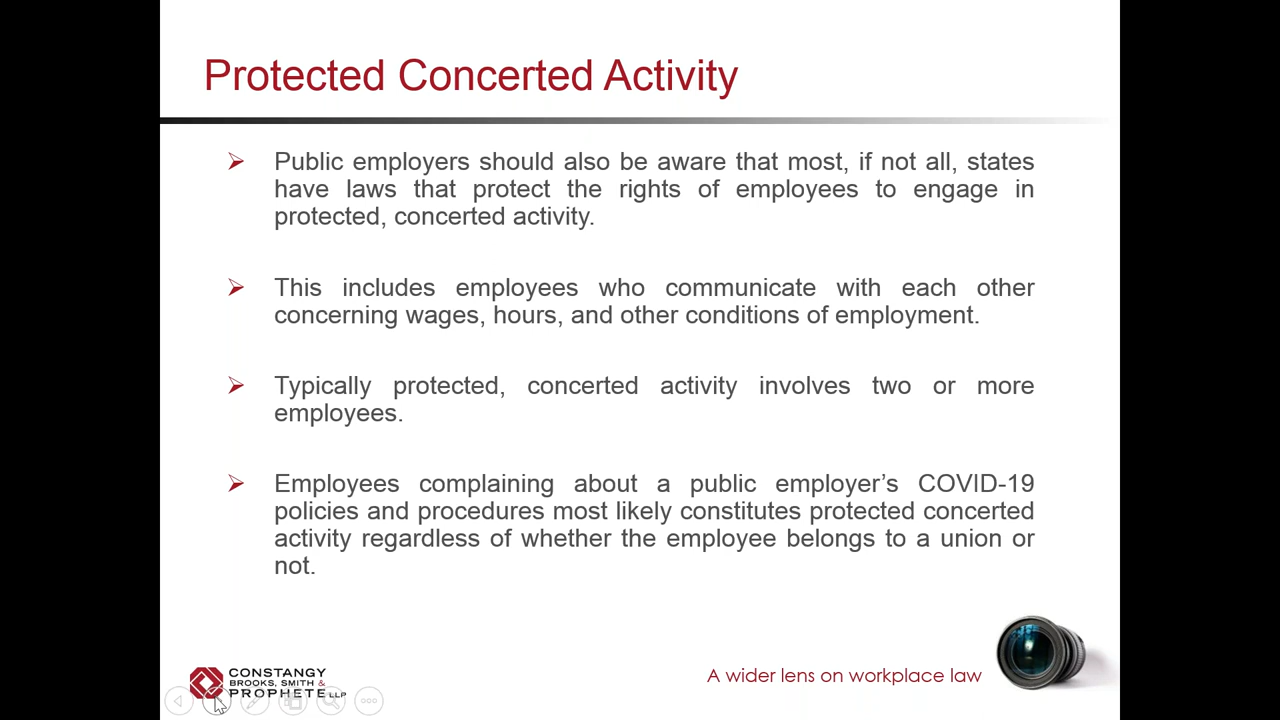 Protected Concerted Activity
Public employers should also be aware that most, if not all, states
have laws that protect the rights of employees to engage in
protected, concerted activity.
This includes employees who communicate with each other
concerning wages, hours, and other conditions of employment.
Typically protected, concerted activity involves two or more
employees.
Employees complaining about a public employer’s COVID-19
policies and procedures most likely constitutes protected concerted
activity regardless of whether the employee belongs to a union or
not.
CONSTANGY
BROOKS, SMITH &
PROPHETE LLP
A wider lens on workplace law